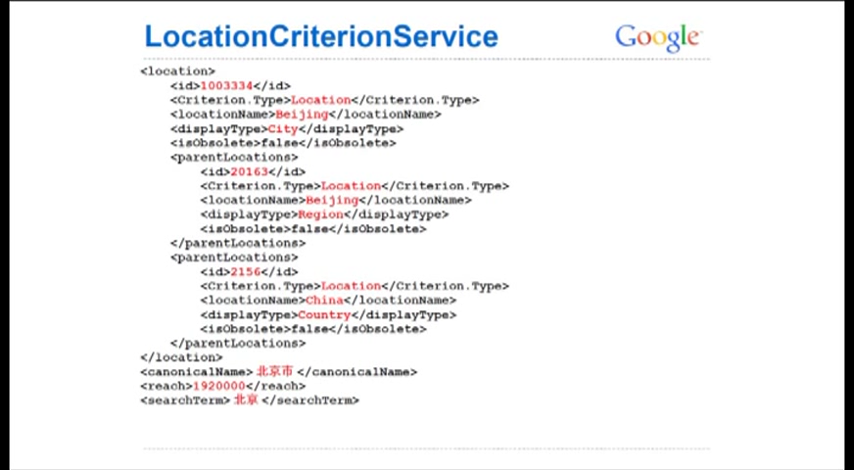 LocationCriterionService
Google
<location>
<id>1003334</id>
<Criterion.Type>Location</Criterion.Type>
<locationName>Beijing</locationName>
<displayType>City</displayType>
<isObsolete>false</isObsolete>
<parentLocations>
<id>20163</id>
<Criterion.Type>Location</Criterion.Type>
<locationName>Beijing</locationName>
<displayType>Region</displayType>
<isObsolete>false</isObsolete>
</parentLocations>
<parentLocations>
<id>2156</id>
<Criterion.Type>Location</Criterion.Type>
<locationName>China</locationName>
<displayType>Country</displayType>
<isObsolete>false</isObsolete>
</parentLocations>
</location>
<canonicalName> 北京市 </canonicalName>
<reach>1920000</reach>
<searchTerm> 北京 </searchTerm>